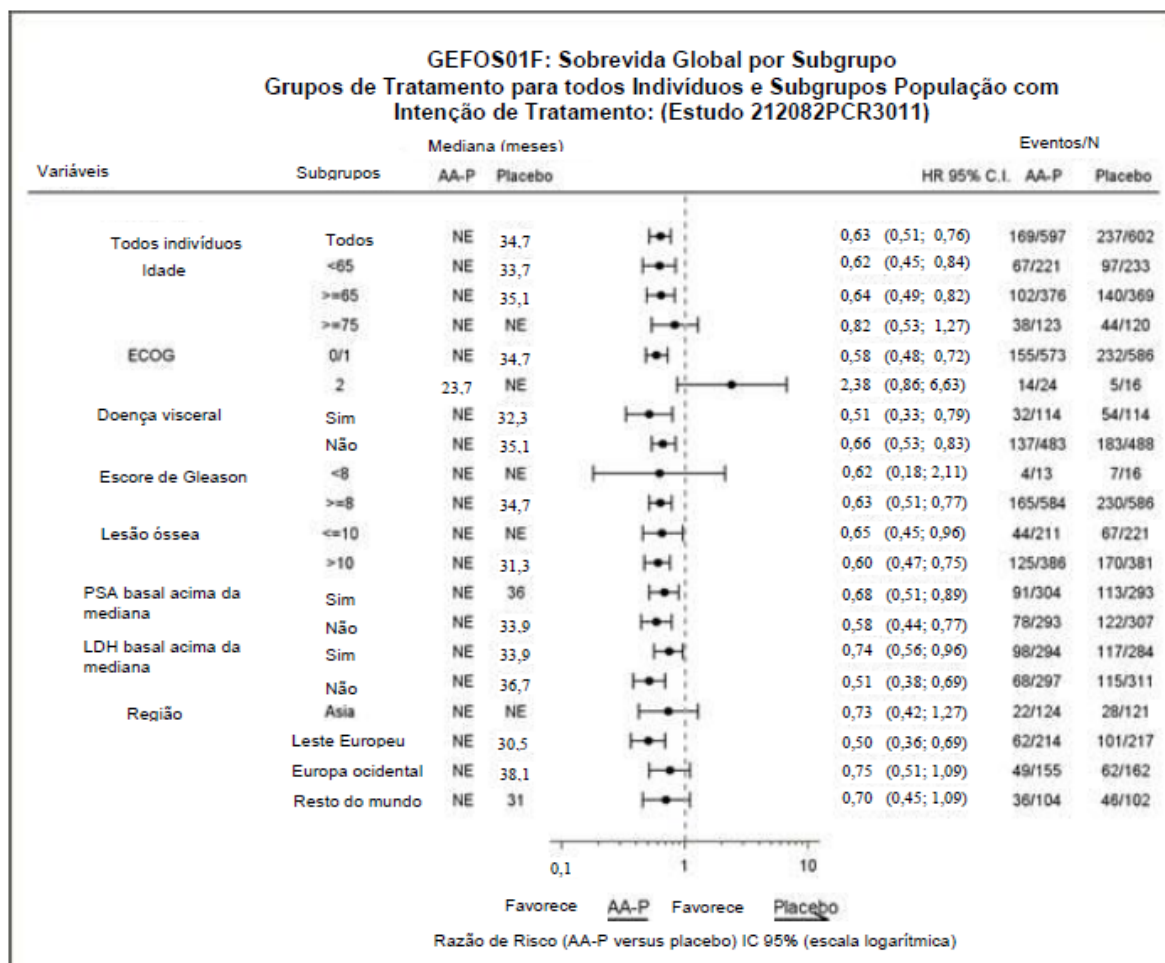 GEFOS01F: Sobrevida Global por Subgrupo
Grupos de Tratamento para todos Indivíduos e Subgrupos População com
Intenção de Tratamento: (Estudo 212082PCR3011)
Mediana (meses) Eventos/N
Variáveis Subgrupos AA-P Placebo HR 95% C.I. AA-P Placebo
Todos indivíduos Todos NE 34,7 0,63 (0,51; 0,76) 169/597 237/602
Idade <65 NE 33,7 0,62 (0,45; 0,84) 67/221 97/233
>=65 NE 35,1 0,64 (0,49; 0,82) 102/376 140/369
>=75 NE NE 0,82 (0,53; 1,27) 38/123 44/120
ECOG 0/1 NE 34,7 0,58 (0,48; 0,72) 155/573 232/586
2 23,7 NE 2,38 (0,86; 6,63) 14/24 5/16
Doença visceral Sim NE 32,3 0,51 (0,33; 0,79) 32/114 54/114
Não NE 35,1 0,66 (0,53; 0,83) 137/483 183/488
Escore de Gleason <8 NE NE 0,62 (0,18; 2,11) 4/13 7/16
>=8 NE 34,7 0,63 (0,51; 0,77) 165/584 230/586
Lesão óssea <=10 NE NE 0,65 (0,45; 0,96) 44/211 67/221
>10 NE 31,3 0,60 (0,47; 0,75) 125/386 170/381
PSA basal acima da mediana Sim NE 36 0,68 (0,51; 0,89) 91/304 113/293
Não NE 33,9 0,58 (0,44; 0,77) 78/293 122/307
LDH basal acima da mediana Sim NE 33,9 0,74 (0,56; 0,96) 98/294 117/284
Não NE 36,7 0,51 (0,38; 0,69) 68/297 115/311
Região Asia NE NE 0,73 (0,42; 1,27) 22/124 28/121
Leste Europeu NE 30,5 0,50 (0,36; 0,69) 62/214 101/217
Europa ocidental NE 38,1 0,75 (0,51; 1,09) 49/155 62/162
Resto do mundo NE 31 0,70 (0,45; 1,09) 36/104 46/102
0,1 1 10
Favorece AA-P Favorece Placebo
Razão de Risco (AA-P versus placebo) IC 95% (escala logarítmica)